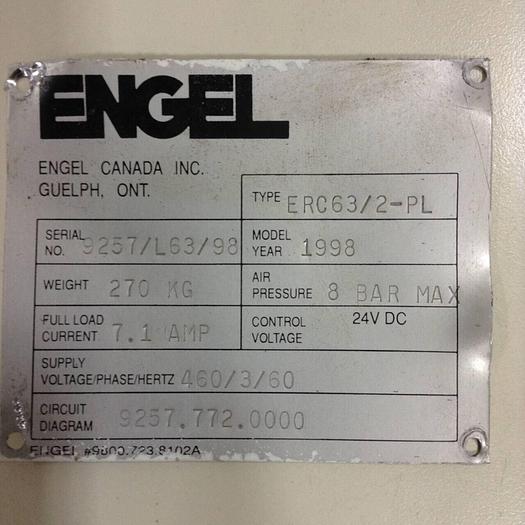 ENGEL
ENGEL CANADA INC.
GUELPH, ONT.
TYPE ERC63/2-PL
SERIAL NO. 9257/L63/98
MODEL YEAR 1998
WEIGHT 270 KG
AIR PRESSURE 8 BAR MAX
FULL LOAD CURRENT 7.1 AMP
CONTROL VOLTAGE 24V DC
SUPPLY
VOLTAGE/PHASE/HERTZ 460/3/60
CIRCUIT
DIAGRAM 9257.772.0000
ENGEL #9800.723.8102A